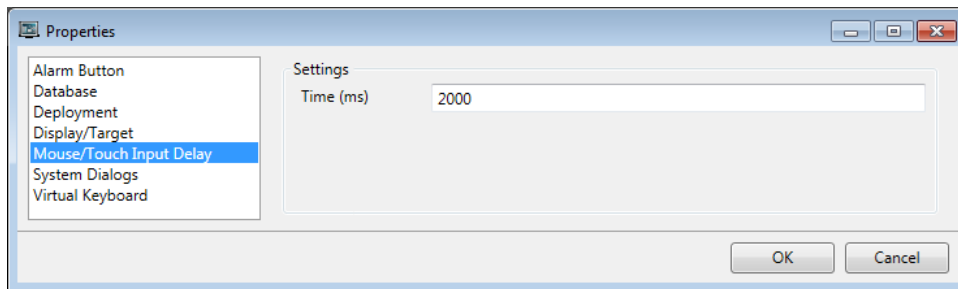 Properties
Alarm Button
Database
Deployment
Display/Target
Mouse/Touch Input Delay
System Dialogs
Virtual Keyboard
Settings
Time (ms) 2000
OK Cancel